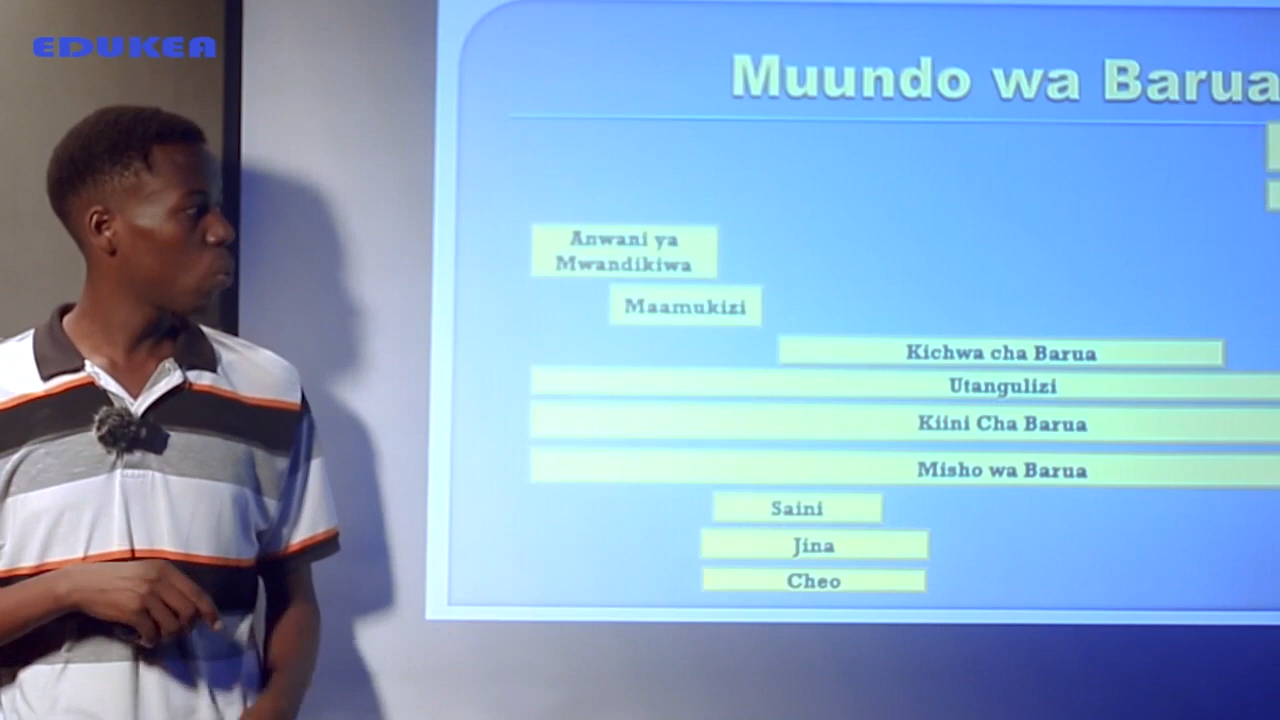 EDUKEA
Muundo wa Barua
Anwani ya
Mwandikiwa
Maamukizi
Kichwa cha Barua
Utangulizi
Kiini Cha Barua
Misho wa Barua
Saini
Jina
Cheo